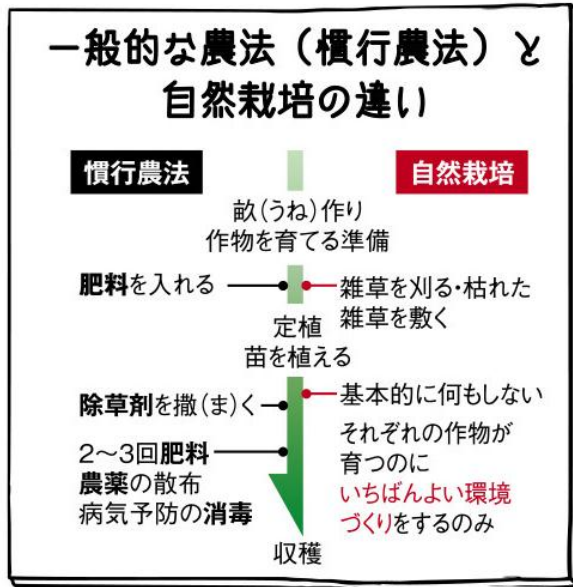 一般的な農法（慣行農法）と
自然栽培の違い
慣行農法
自然栽培
畝（うね）作り
作物を育てる準備
肥料を入れる
雑草を刈る・枯れた
雑草を敷く
定植
苗を植える
除草剤を撒（ま）く
基本的に何もしない
2〜3回肥料
農薬の散布
病気予防の消毒
それぞれの作物が
育つのに
いちばんよい環境
づくりをするのみ
収穫